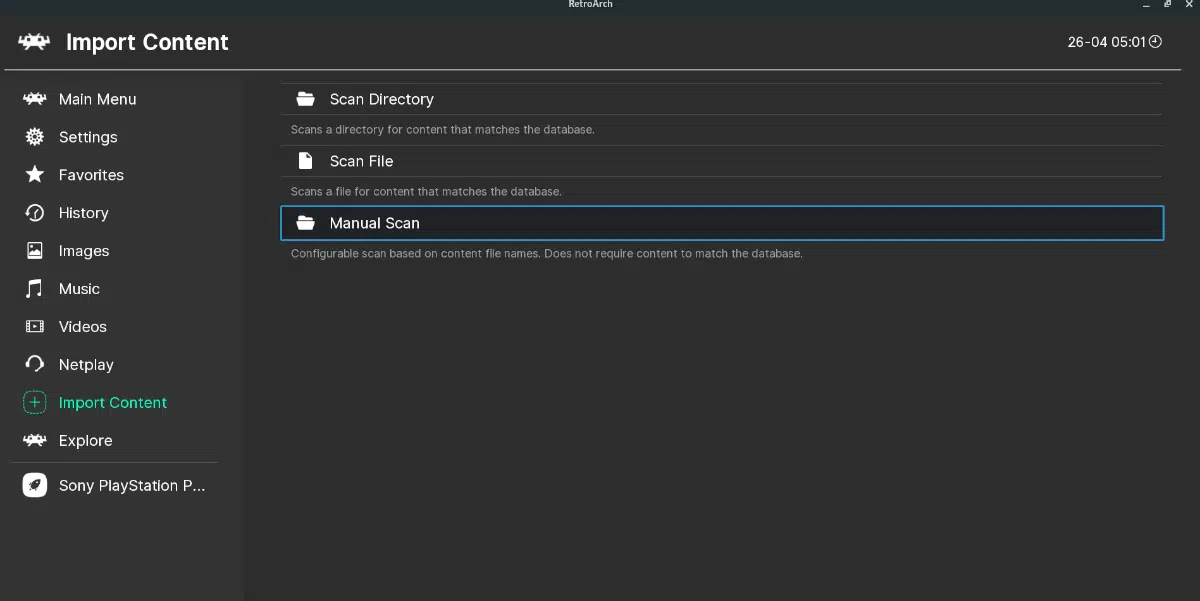 RetroArch
Import Content
26-04 05:01
Main Menu
Settings
Favorites
History
Images
Music
Videos
Netplay
Import Content
Explore
Sony PlayStation P...
Scan Directory
Scans a directory for content that matches the database.
Scan File
Scans a file for content that matches the database.
Manual Scan
Configurable scan based on content file names. Does not require content to match the database.